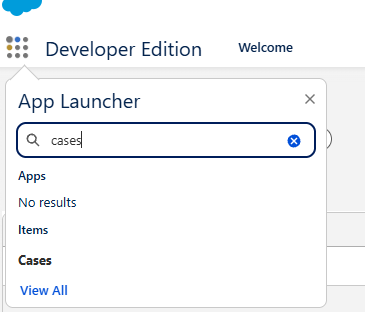 Developer Edition Welcome
App Launcher
cases
Apps
No results
Items
Cases
View All